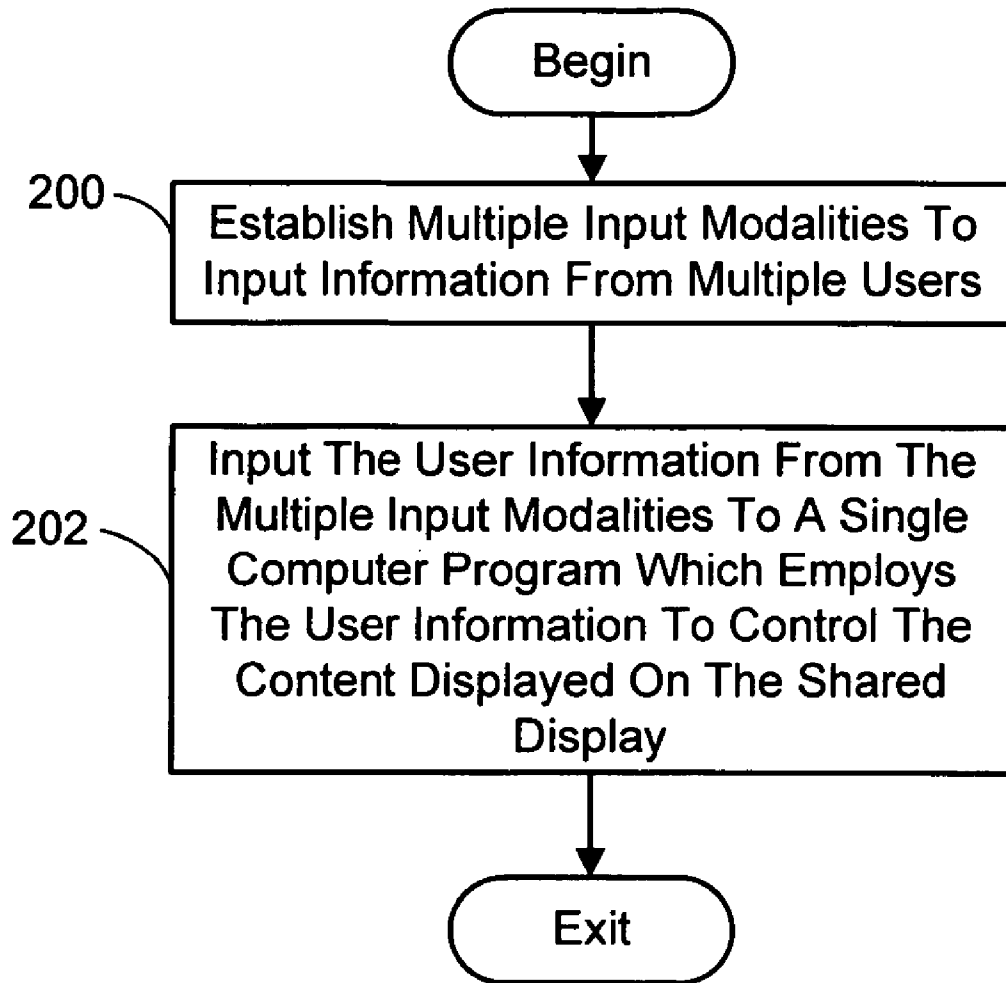 Begin
200
Establish Multiple Input Modalities To
Input Information From Multiple Users
202
Input The User Information From The
Multiple Input Modalities To A Single
Computer Program Which Employs
The User Information To Control The
Content Displayed On The Shared
Display
Exit